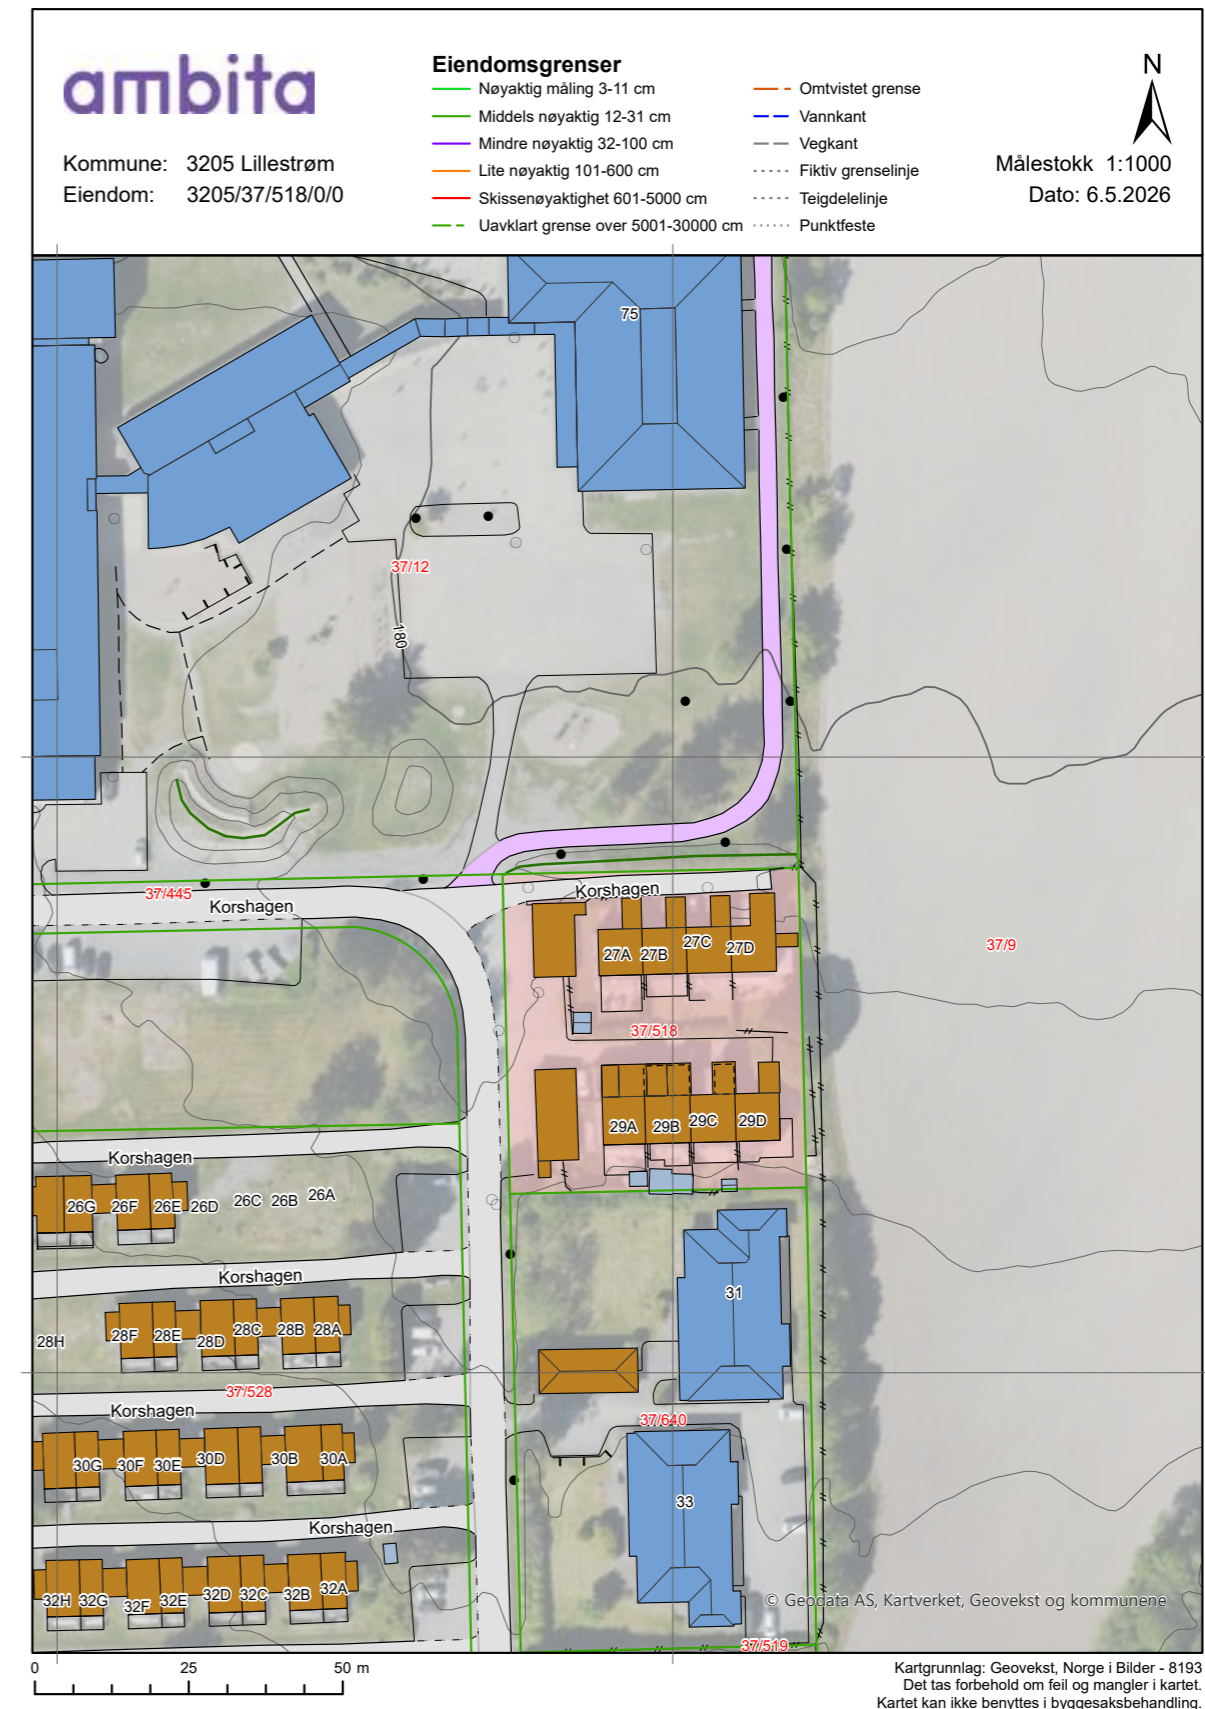 ambita
Kommune: 3205 Lillestrøm
Eiendom: 3205/37/518/0/0
Eiendomsgrenser
Nøyaktig måling 3-11 cm
Middels nøyaktig 12-31 cm
Mindre nøyaktig 32-100 cm
Lite nøyaktig 101-600 cm
Skissenøyaktighet 601-5000 cm
Uavklart grense over 5001-30000 cm
Omtvistet grense
Vannkant
Vegkant
Fiktiv grenselinje
Teigdelelinje
Punktfeste
N
Målestokk 1:1000
Dato: 6.5.2026
75
37/12
180
37/445
Korshagen
Korshagen
27A 27B 27C 27D
37/9
37/518
29A 29B 29C 29D
Korshagen
26G 26F 26E 26D 26C 26B 26A
Korshagen
31
28H 28F 28E 28D 28C 28B 28A
37/528
Korshagen
37/640
30G 30F 30E 30D 30B 30A
33
Korshagen
32H 32G 32F 32E 32D 32C 32B 32A
© Geodata AS, Kartverket, Geovekst og kommunene
37/519
0 25 50 m
Kartgrunnlag: Geovekst, Norge i Bilder - 8193
Det tas forbehold om feil og mangler i kartet.
Kartet kan ikke benyttes i byggesaksbehandling.